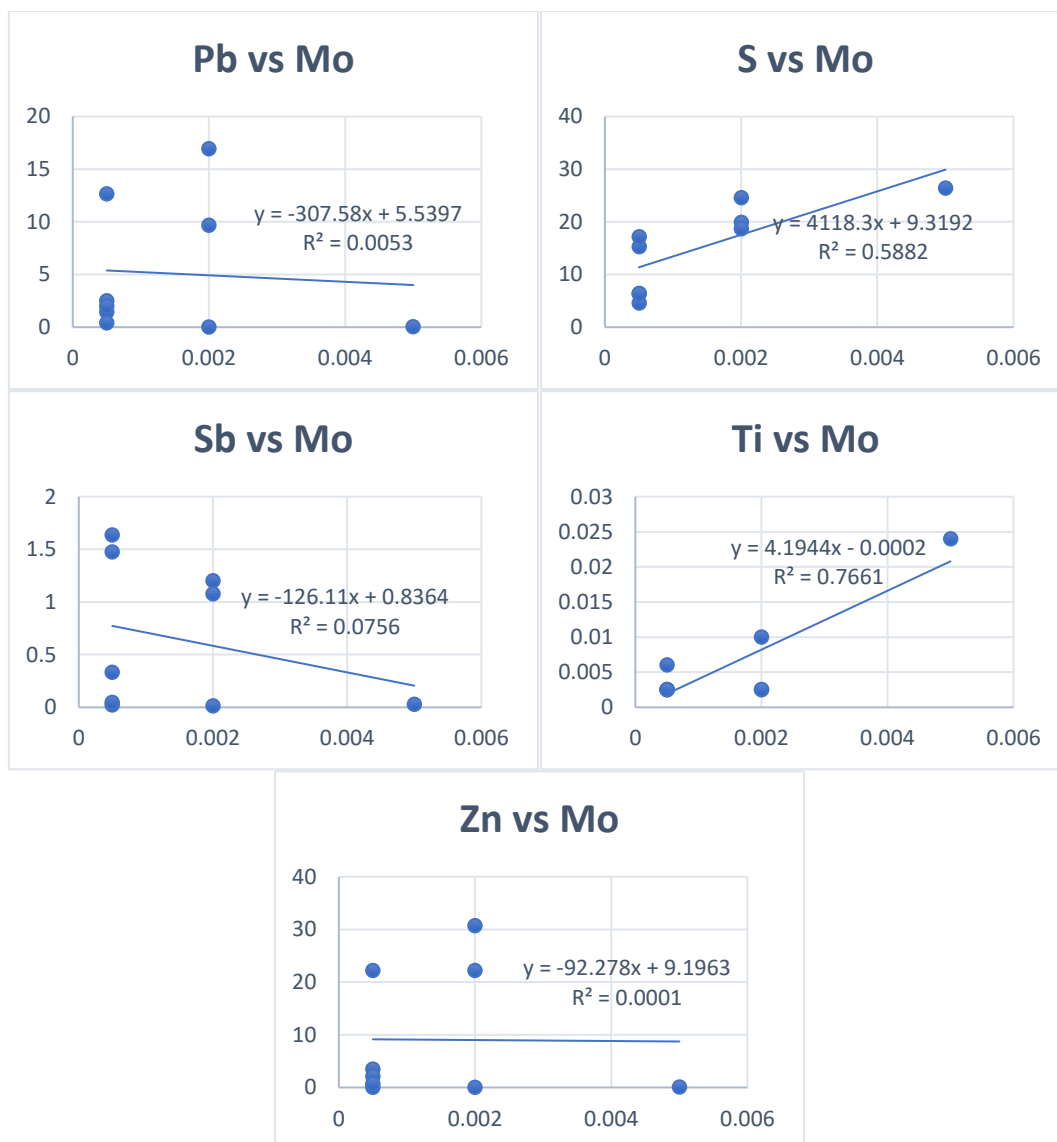 Pb vs Mo
20
15
10
5
0
y = -307.58x + 5.5397
R² = 0.0053
0 0.002 0.004 0.006
S vs Mo
40
30
20
10
0
y = 4118.3x + 9.3192
R² = 0.5882
0 0.002 0.004 0.006
Sb vs Mo
2
1.5
1
0.5
0
y = -126.11x + 0.8364
R² = 0.0756
0 0.002 0.004 0.006
Ti vs Mo
0.03
0.025
0.02
0.015
0.01
0.005
0
y = 4.1944x - 0.0002
R² = 0.7661
0 0.002 0.004 0.006
Zn vs Mo
40
30
20
10
0
y = -92.278x + 9.1963
R² = 0.0001
0 0.002 0.004 0.006